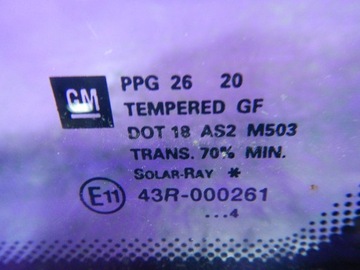 GM
PPG 26 20
TEMPERED GF
DOT 18 AS2 M503
TRANS. 70% MIN.
SOLAR-RAY *
E11 43R-000261
...4